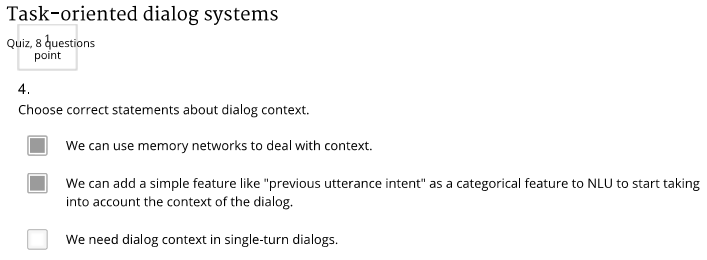 Task-oriented dialog systems
Quiz, 8 questions
1
point
4.
Choose correct statements about dialog context.
We can use memory networks to deal with context.
We can add a simple feature like "previous utterance intent" as a categorical feature to NLU to start taking
into account the context of the dialog.
We need dialog context in single-turn dialogs.